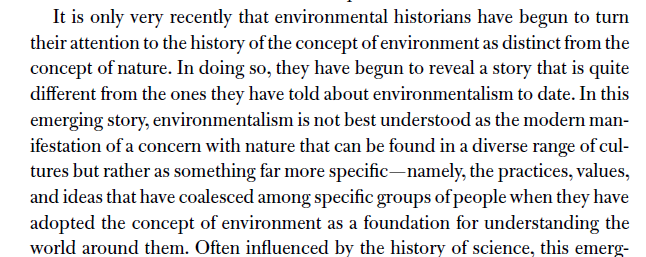 It is only very recently that environmental historians have begun to turn
their attention to the history of the concept of environment as distinct from the
concept of nature. In doing so, they have begun to reveal a story that is quite
different from the ones they have told about environmentalism to date. In this
emerging story, environmentalism is not best understood as the modern man-
ifestation of a concern with nature that can be found in a diverse range of cul-
tures but rather as something far more specific—namely, the practices, values,
and ideas that have coalesced among specific groups of people when they have
adopted the concept of environment as a foundation for understanding the
world around them. Often influenced by the history of science, this emerg-